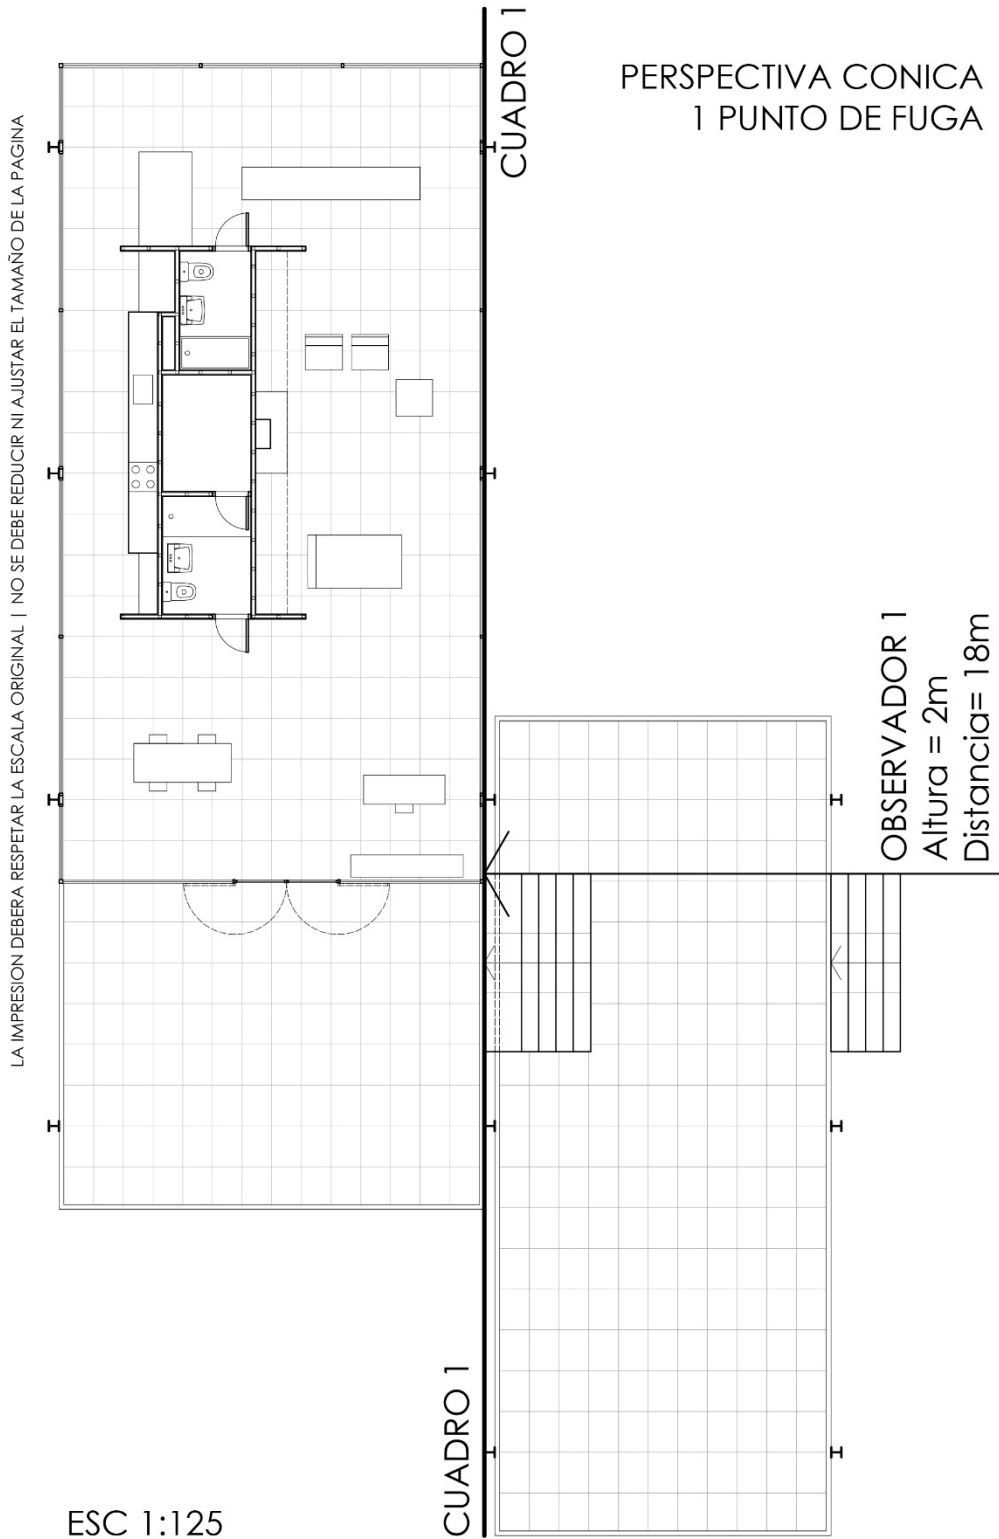 PERSPECTIVA CONICA
1 PUNTO DE FUGA
CUADRO 1
LA IMPRESION DEBERA RESPETAR LA ESCALA ORIGINAL | NO SE DEBE REDUCIR NI AJUSTAR EL TAMAÑO DE LA PAGINA
OBSERVADOR 1
Altura = 2m
Distancia= 18m
CUADRO 1
ESC 1:125